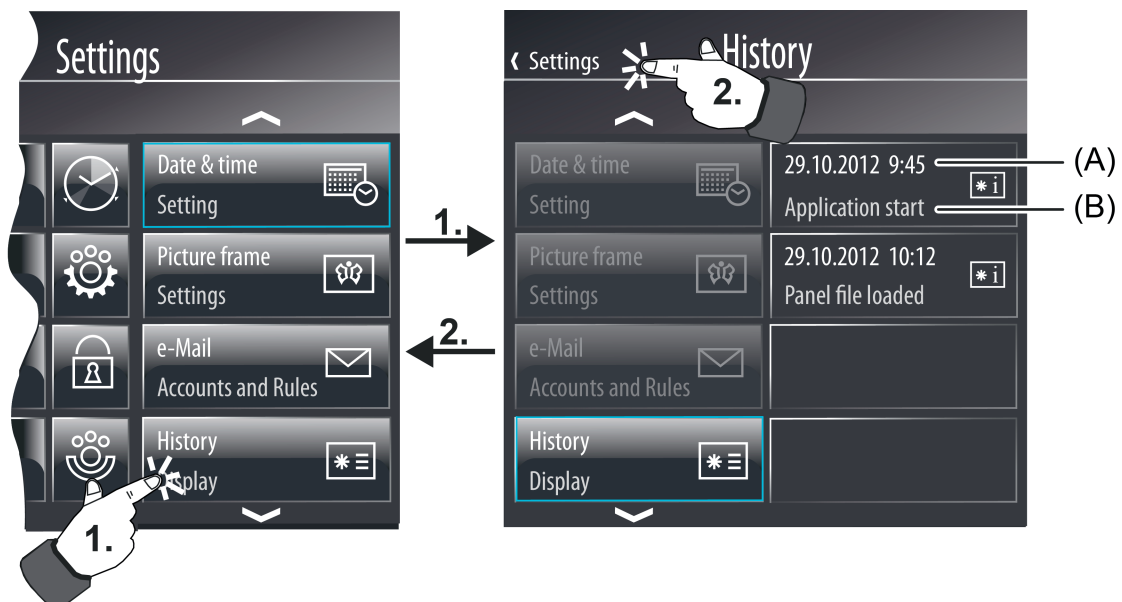 Settings
Date & time
Setting
Picture frame
Settings
e-Mail
Accounts and Rules
History
Display
1.
1.
2.
Settings
History
2.
Date & time
Setting
Picture frame
Settings
e-Mail
Accounts and Rules
History
Display
29.10.2012 9:45
* i
Application start
29.10.2012 10:12
* i
Panel file loaded
(A)
(B)